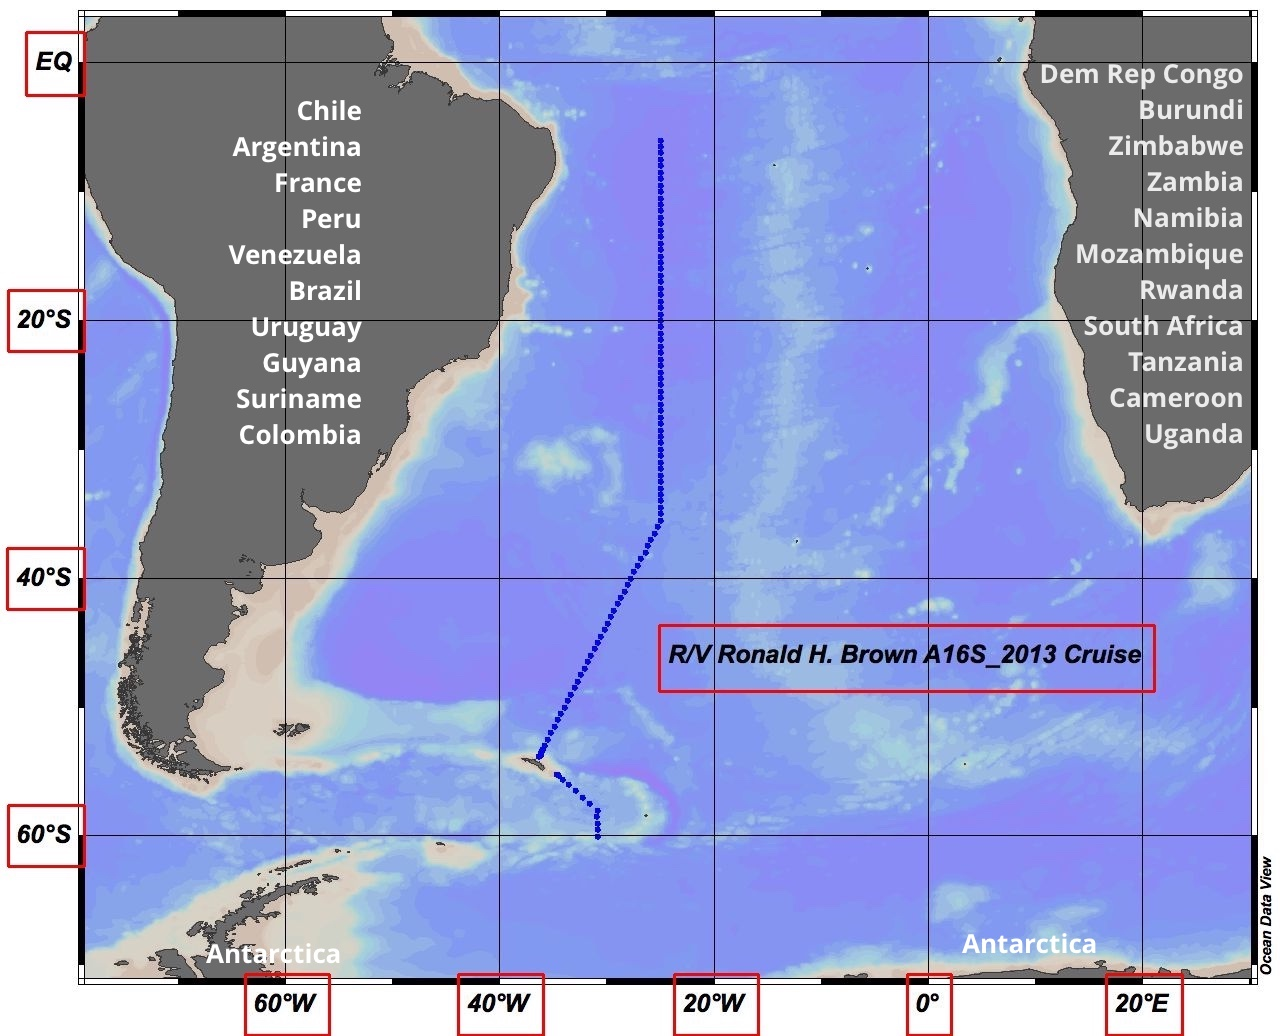 EQ
Chile
Argentina
France
Peru
Venezuela
Brazil
Uruguay
Guyana
Suriname
Colombia
Dem Rep Congo
Burundi
Zimbabwe
Zambia
Namibia
Mozambique
Rwanda
South Africa
Tanzania
Cameroon
Uganda
20°S
40°S
R/V Ronald H. Brown A16S_2013 Cruise
60°S
Antarctica
Antarctica
60°W
40°W
20°W
0°
20°E
Ocean Data View